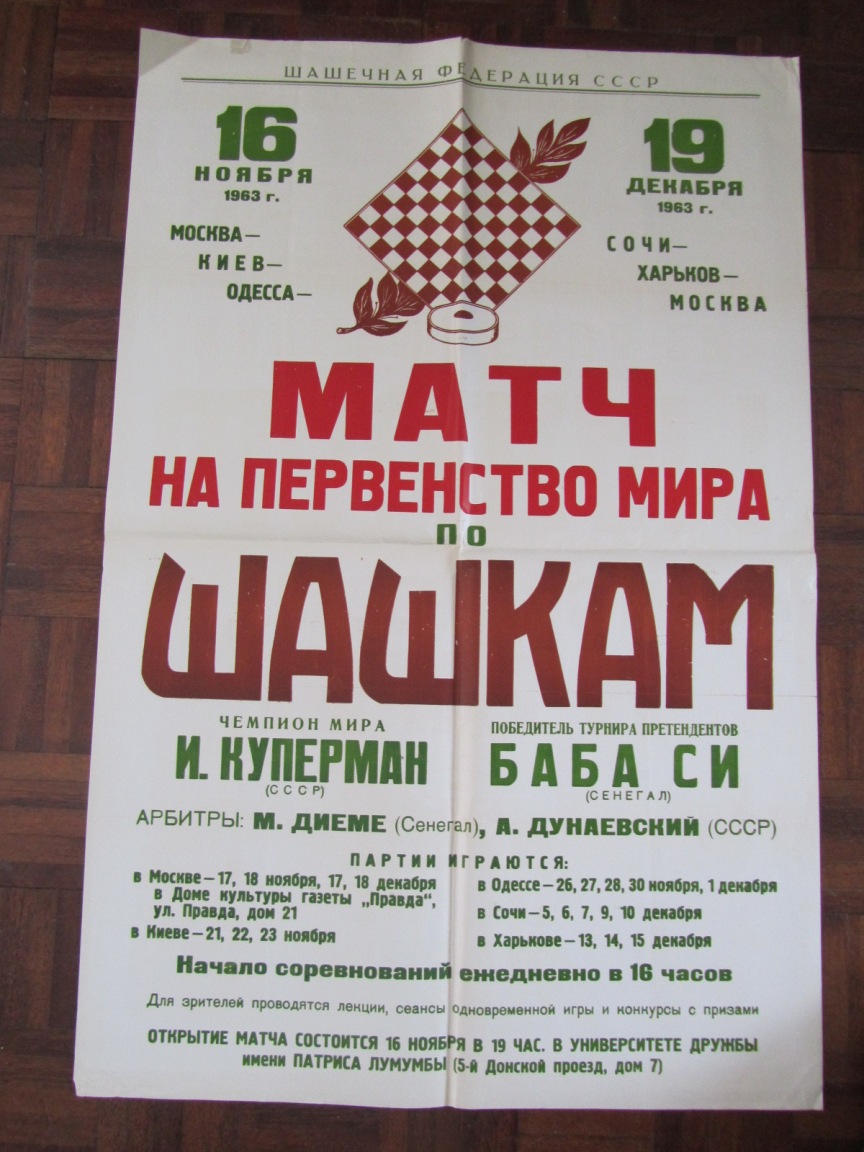 ШАШЕЧНАЯ ФЕДЕРАЦИЯ СССР
16
НОЯБРЯ
1963 г.
МОСКВА—
КИЕВ—
ОДЕССА—
19
ДЕКАБРЯ
1963 г.
СОЧИ—
ХАРЬКОВ—
МОСКВА
МАТЧ
НА ПЕРВЕНСТВО МИРА
ПО
ШАШКАМ
ЧЕМПИОН МИРА
И. КУПЕРМАН
(СССР)
ПОБЕДИТЕЛЬ ТУРНИРА ПРЕТЕНДЕНТОВ
БАБА СИ
(СЕНЕГАЛ)
АРБИТРЫ: М. ДИЕМЕ (Сенегал), А. ДУНАЕВСКИЙ (СССР)
ПАРТИИ ИГРАЮТСЯ:
в Москве—17, 18 ноября, 17, 18 декабря
в Доме культуры газеты „Правда“,
ул. Правда, дом 21
в Киеве—21, 22, 23 ноября
в Одессе—26, 27, 28, 30 ноября, 1 декабря
в Сочи—5, 6, 7, 9, 10 декабря
в Харькове—13, 14, 15 декабря
Начало соревнований ежедневно в 16 часов
Для зрителей проводятся лекции, сеансы одновременной игры и конкурсы с призами
ОТКРЫТИЕ МАТЧА СОСТОИТСЯ 16 НОЯБРЯ В 19 ЧАС. В УНИВЕРСИТЕТЕ ДРУЖБЫ
имени ПАТРИСА ЛУМУМБЫ (5-й Донской проезд, дом 7)